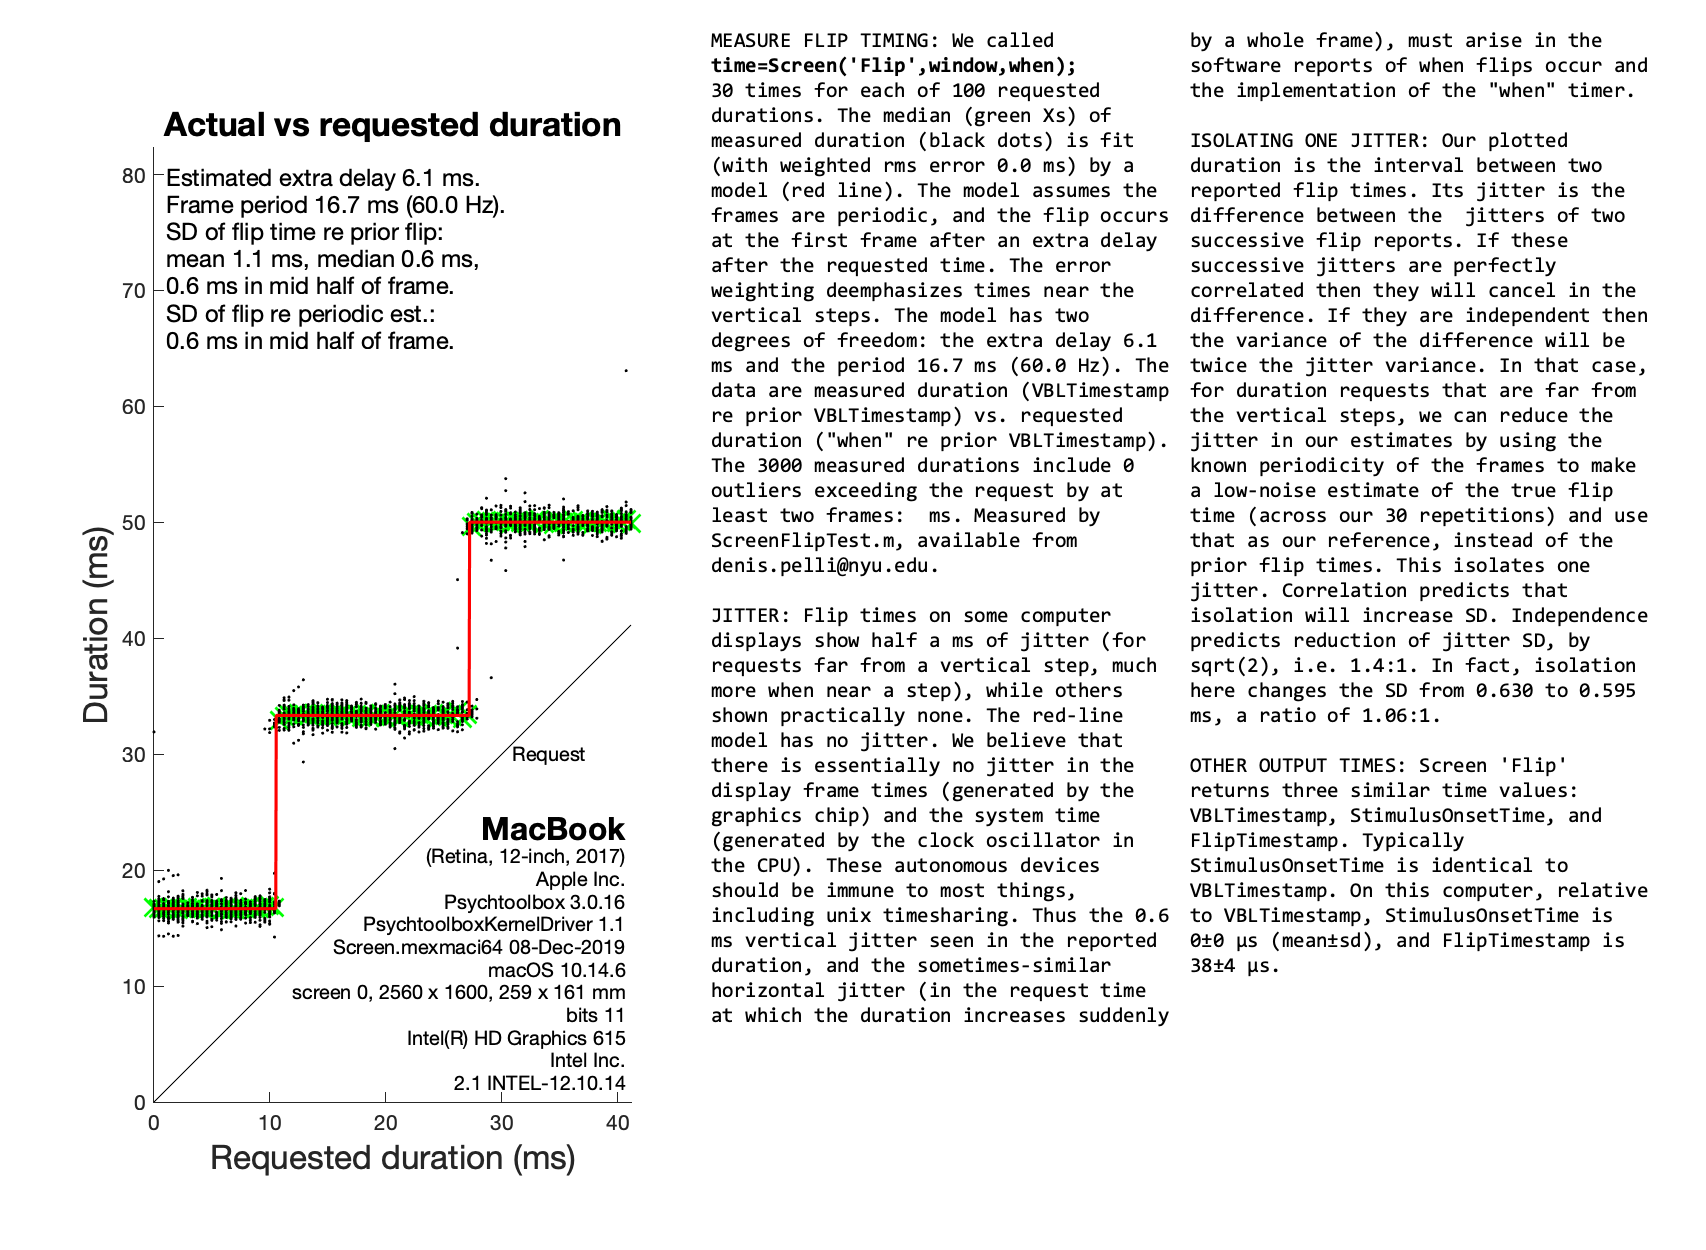 Actual vs requested duration
Estimated extra delay 6.1 ms.
Frame period 16.7 ms (60.0 Hz).
SD of flip time re prior flip:
mean 1.1 ms, median 0.6 ms,
0.6 ms in mid half of frame.
SD of flip re periodic est.:
0.6 ms in mid half of frame.
80
70
60
50
40
30
20
10
0
Duration (ms)
Request
MacBook
(Retina, 12-inch, 2017)
Apple Inc.
Psychtoolbox 3.0.16
PsychtoolboxKernelDriver 1.1
Screen.mexmaci64 08-Dec-2019
macOS 10.14.6
screen 0, 2560 x 1600, 259 x 161 mm
bits 11
Intel(R) HD Graphics 615
Intel Inc.
2.1 INTEL-12.10.14
0 10 20 30 40
Requested duration (ms)
MEASURE FLIP TIMING: We called
time=Screen('Flip',window,when);
30 times for each of 100 requested
durations. The median (green Xs) of
measured duration (black dots) is fit
(with weighted rms error 0.0 ms) by a
model (red line). The model assumes the
frames are periodic, and the flip occurs
at the first frame after an extra delay
after the requested time. The error
weighting deemphasizes times near the
vertical steps. The model has two
degrees of freedom: the extra delay 6.1
ms and the period 16.7 ms (60.0 Hz). The
data are measured duration (VBLTimestamp
re prior VBLTimestamp) vs. requested
duration ("when" re prior VBLTimestamp).
The 3000 measured durations include 0
outliers exceeding the request by at
least two frames:  ms. Measured by
ScreenFlipTest.m, available from
denis.pelli@nyu.edu.
JITTER: Flip times on some computer
displays show half a ms of jitter (for
requests far from a vertical step, much
more when near a step), while others
shown practically none. The red-line
model has no jitter. We believe that
there is essentially no jitter in the
display frame times (generated by the
graphics chip) and the system time
(generated by the clock oscillator in
the CPU). These autonomous devices
should be immune to most things,
including unix timesharing. Thus the 0.6
ms vertical jitter seen in the reported
duration, and the sometimes-similar
horizontal jitter (in the request time
at which the duration increases suddenly
by a whole frame), must arise in the
software reports of when flips occur and
the implementation of the "when" timer.
ISOLATING ONE JITTER: Our plotted
duration is the interval between two
reported flip times. Its jitter is the
difference between the  jitters of two
successive flip reports. If these
successive jitters are perfectly
correlated then they will cancel in the
difference. If they are independent then
the variance of the difference will be
twice the jitter variance. In that case,
for duration requests that are far from
the vertical steps, we can reduce the
jitter in our estimates by using the
known periodicity of the frames to make
a low-noise estimate of the true flip
time (across our 30 repetitions) and use
that as our reference, instead of the
prior flip times. This isolates one
jitter. Correlation predicts that
isolation will increase SD. Independence
predicts reduction of jitter SD, by
sqrt(2), i.e. 1.4:1. In fact, isolation
here changes the SD from 0.630 to 0.595
ms, a ratio of 1.06:1.
OTHER OUTPUT TIMES: Screen 'Flip'
returns three similar time values:
VBLTimestamp, StimulusOnsetTime, and
FlipTimestamp. Typically
StimulusOnsetTime is identical to
VBLTimestamp. On this computer, relative
to VBLTimestamp, StimulusOnsetTime is
0±0 µs (mean±sd), and FlipTimestamp is
38±4 µs.